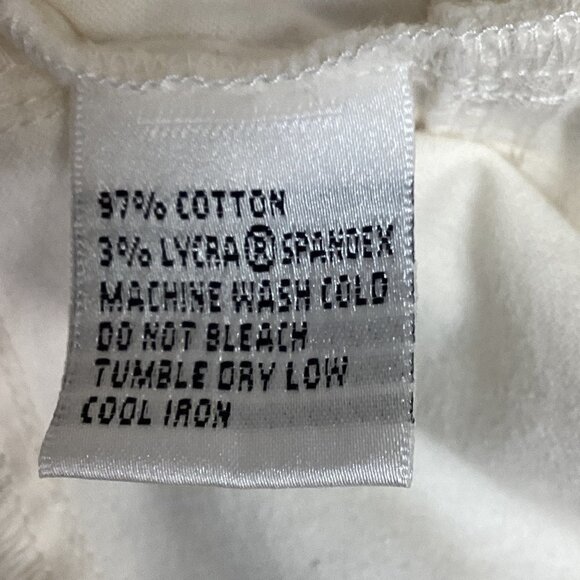 97% COTTON
3% LYCRA® SPANDEX
MACHINE WASH COLD
DO NOT BLEACH
TUMBLE DRY LOW
COOL IRON